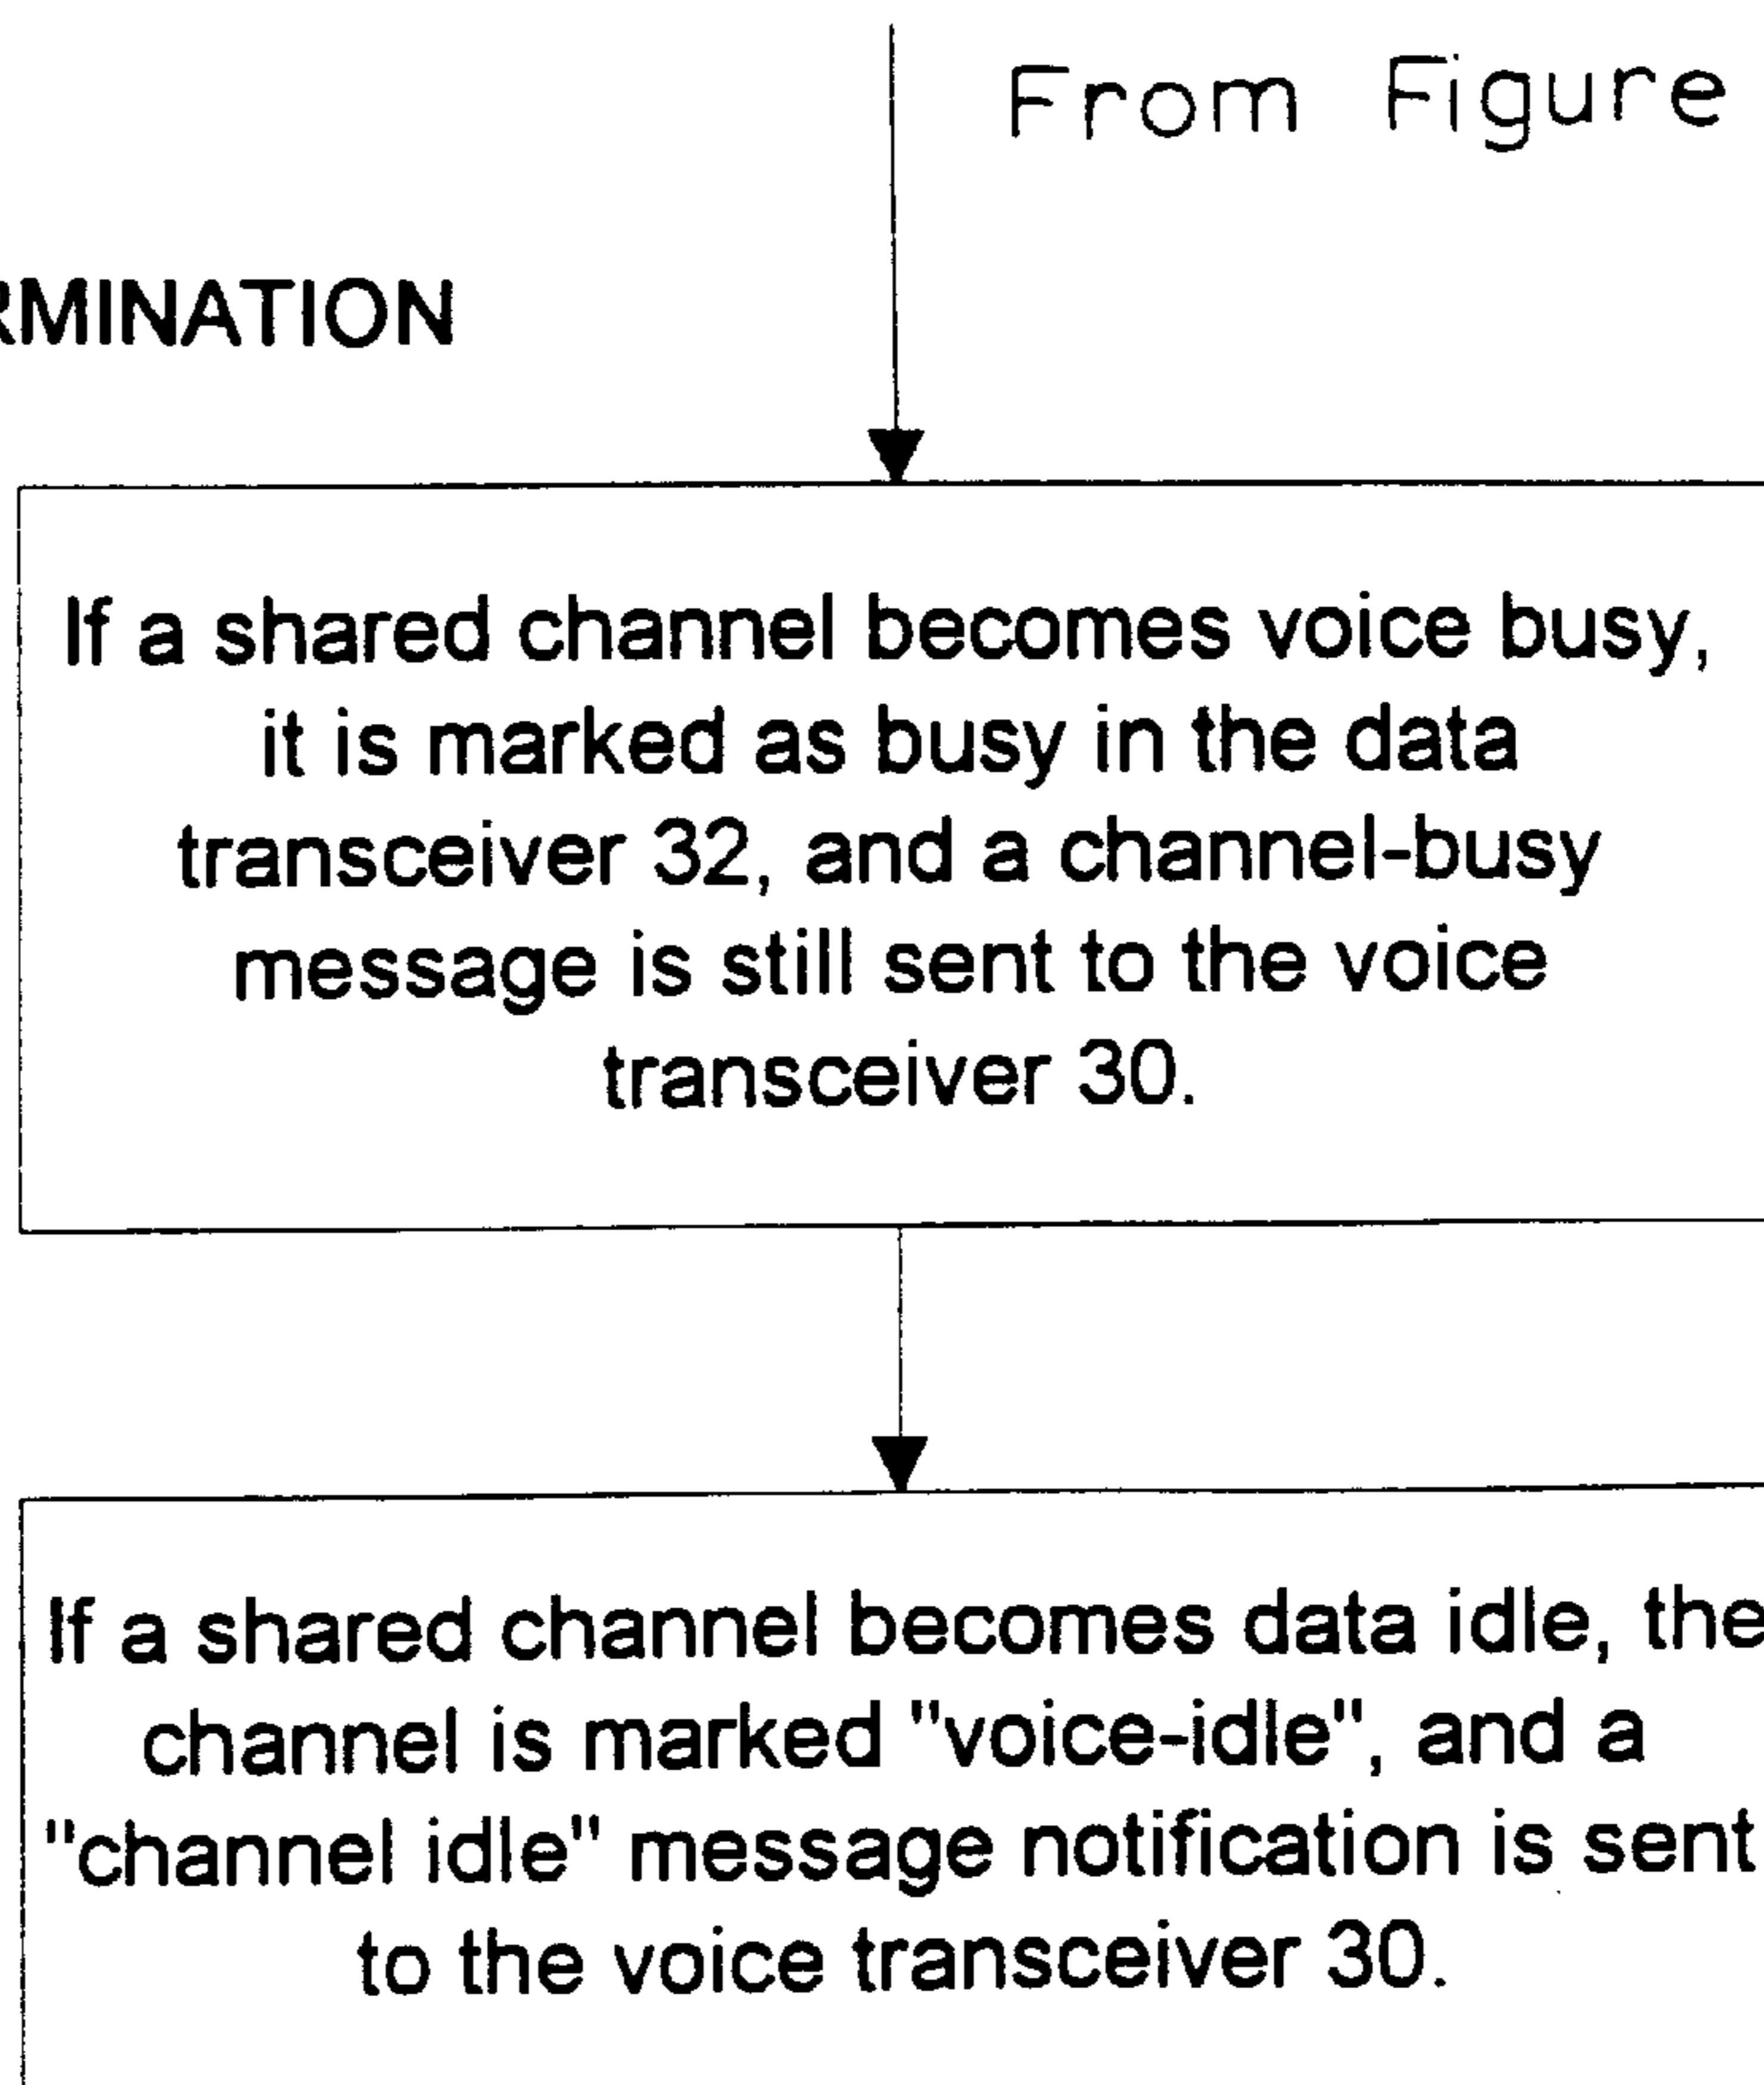 From Figure
RMINATION
If a shared channel becomes voice busy,
it is marked as busy in the data
transceiver 32, and a channel-busy
message is still sent to the voice
transceiver 30.
If a shared channel becomes data idle, the
channel is marked "voice-idle", and a
"channel idle" message notification is sent
to the voice transceiver 30.